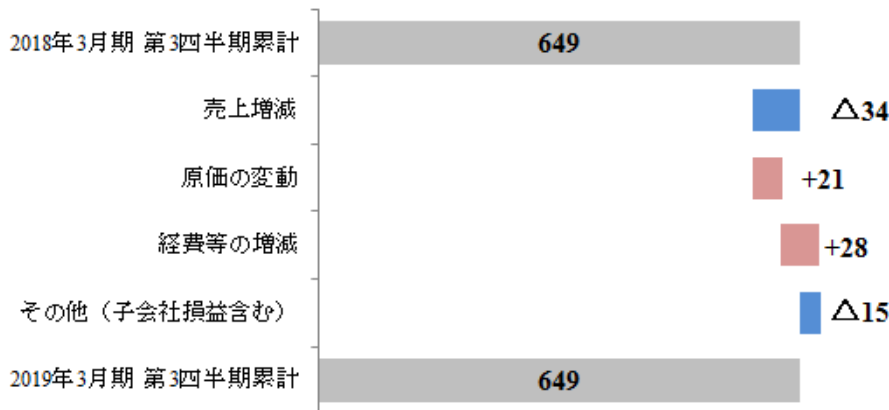 2018年3月期 第3四半期累計 649
売上増減 △34
原価の変動 +21
経費等の増減 +28
その他（子会社損益含む） △15
2019年3月期 第3四半期累計 649